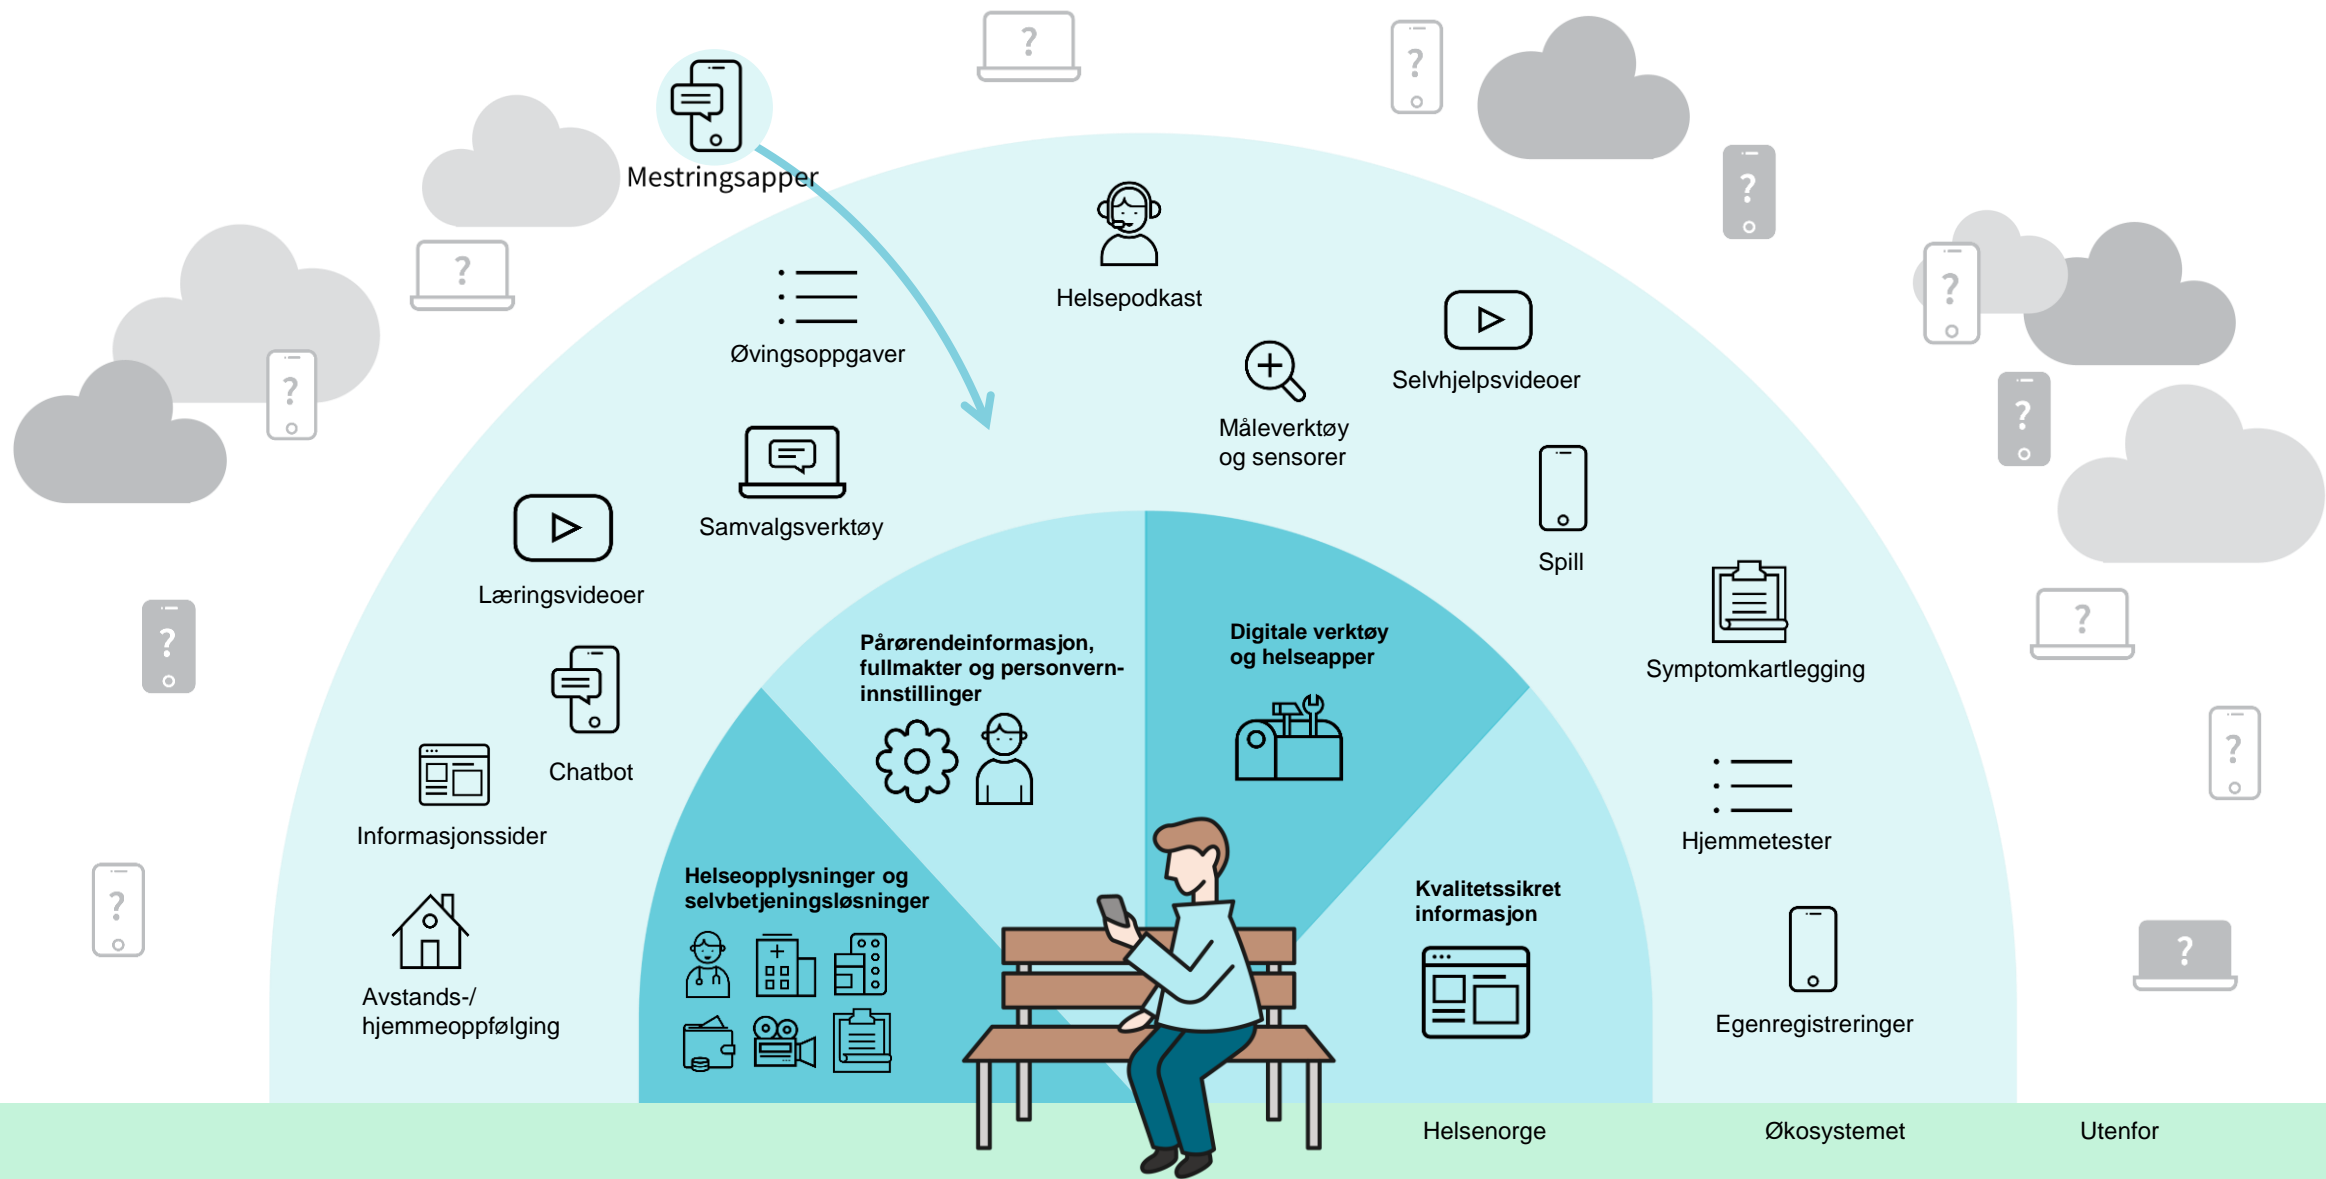 ?
?
Mestringsapper
?
?
?
?
?
?
?
?
?
?
?
?
Helsepodkast
Øvingsoppgaver
Selvhjelpsvideoer
Måleverktøy
og sensorer
Samvalgsverktøy
Spill
Læringsvideoer
Symptomkartlegging
Chatbot
Informasjonssider
Hjemmetester
Avstands-/
hjemmeoppfølging
Egenregistreringer
Pårørendeinformasjon,
fullmakter og personvern-
innstillinger
Digitale verktøy
og helseapper
Helseopplysninger og
selvbetjeningsløsninger
Kvalitetssikret
informasjon
Helsenorge
Økosystemet
Utenfor